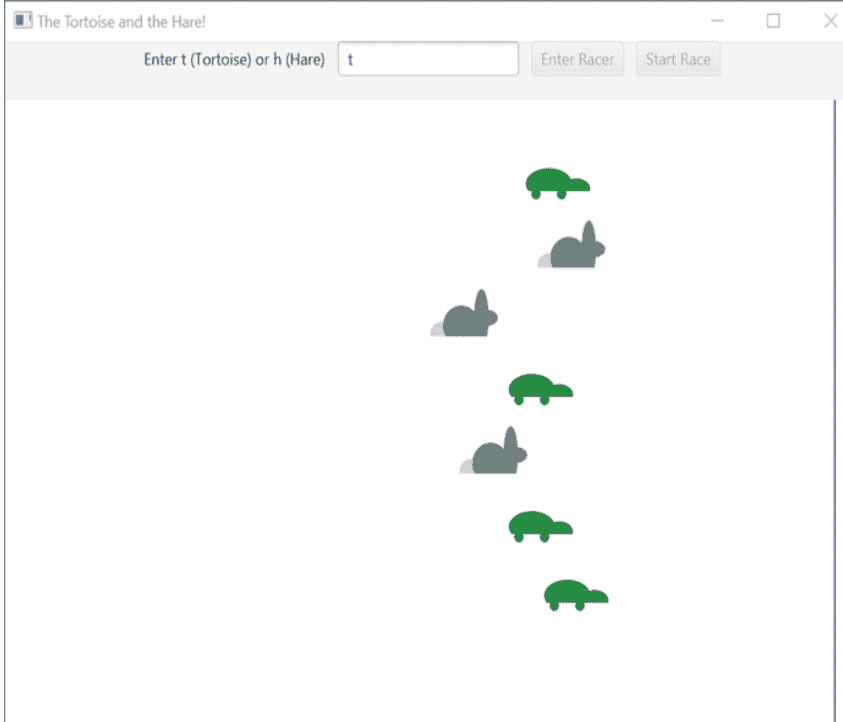 The Tortoise and the Hare!
Enter t (Tortoise) or h (Hare) t Enter Racer Start Race